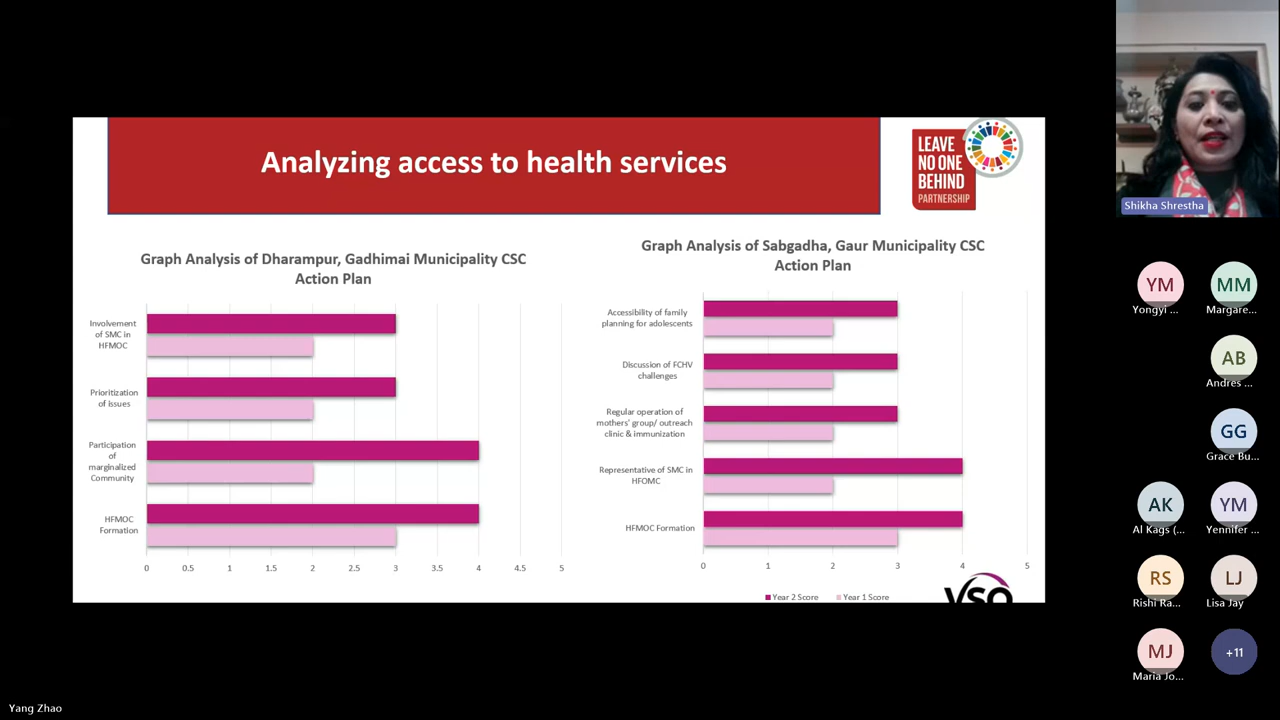 Analyzing access to health services
LEAVE
NO ONE
BEHIND
PARTNERSHIP
Graph Analysis of Dharampur, Gadhimai Municipality CSC
Action Plan
Involvement
of SMC in
HFMOC
Prioritization
of issues
Participation
of
marginalized
Community
HFMOC
Formation
0 0.5 1 1.5 2 2.5 3 3.5 4 4.5 5
Graph Analysis of Sabgadha, Gaur Municipality CSC
Action Plan
Accessibility of family
planning for adolescents
Discussion of FCHV
challenges
Regular operation of
mothers' group/ outreach
clinic & immunization
Representative of SMC in
HFOMC
HFMOC Formation
0 1 2 3 4 5
Year 2 Score Year 1 Score
VSO
Shikha Shrestha
YM MM
Yongyi ... Margare...
AB
Andres ...
GG
Grace Bu...
AK YM
Al Kags (... Yennifer ...
RS LJ
Rishi Ra... Lisa Jay
MJ +11
Maria Jo...
Yang Zhao